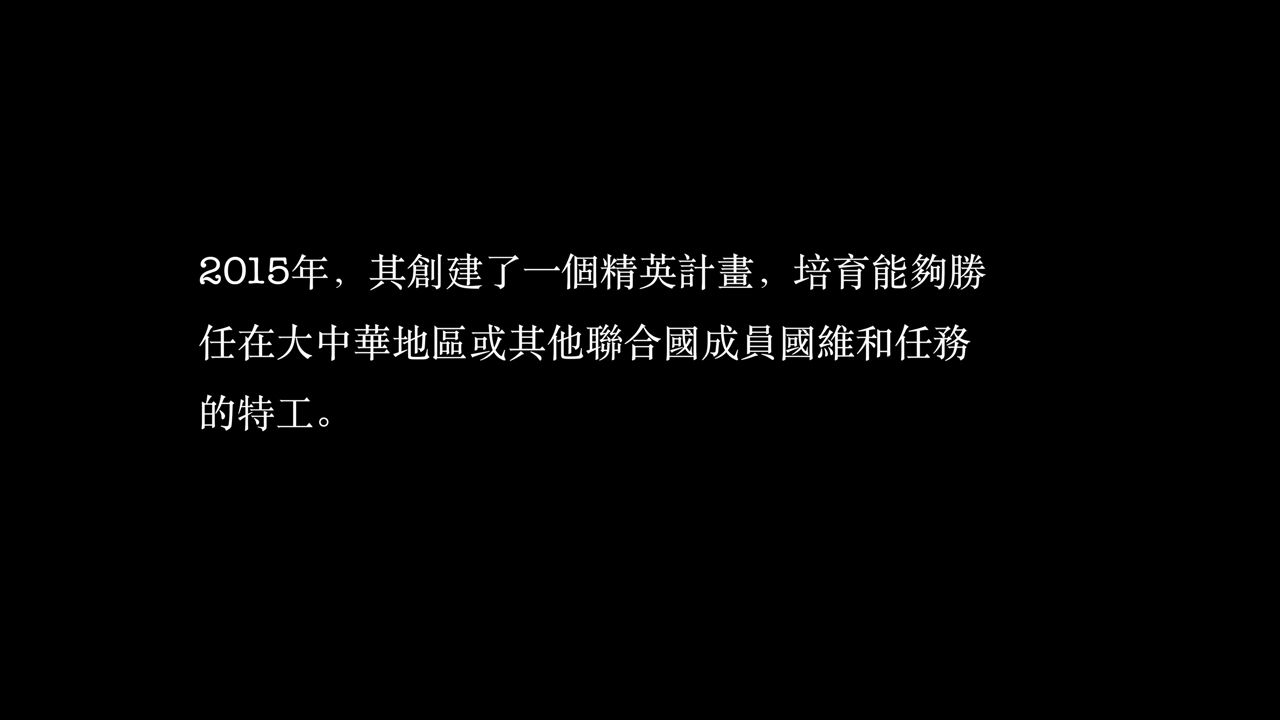 2015年，其創建了一個精英計畫，培育能夠勝
任在大中華地區或其他聯合國成員國維和任務
的特工。